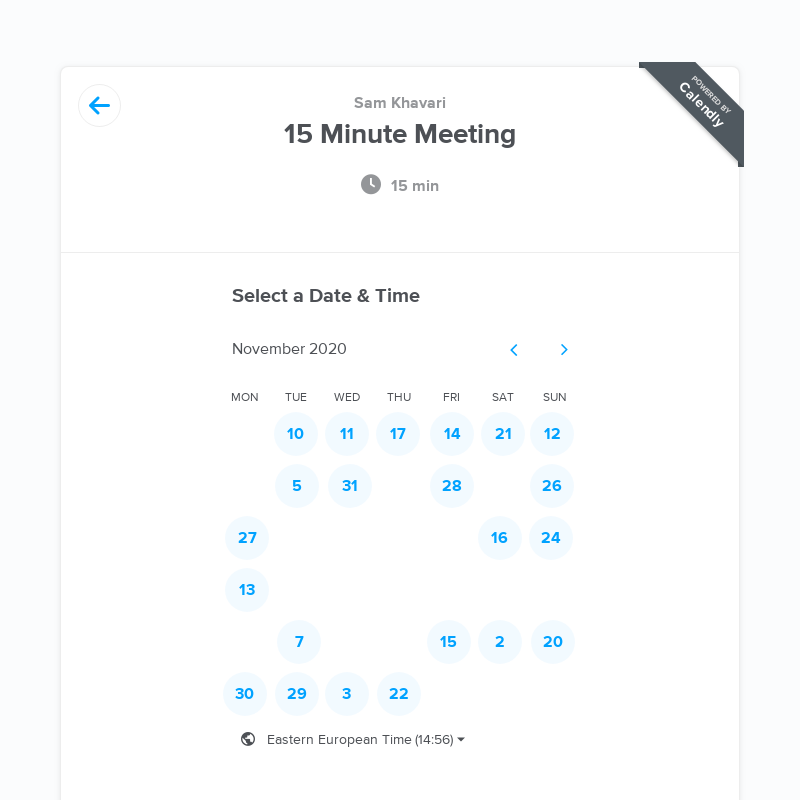 POWERED BY
Calendly
Sam Khavari
15 Minute Meeting
15 min
Select a Date & Time
November 2020
MON TUE WED THU FRI SAT SUN
10 11 17 14 21 12
5 31 28 26
27 16 24
13
7 15 2 20
30 29 3 22
Eastern European Time (14:56)